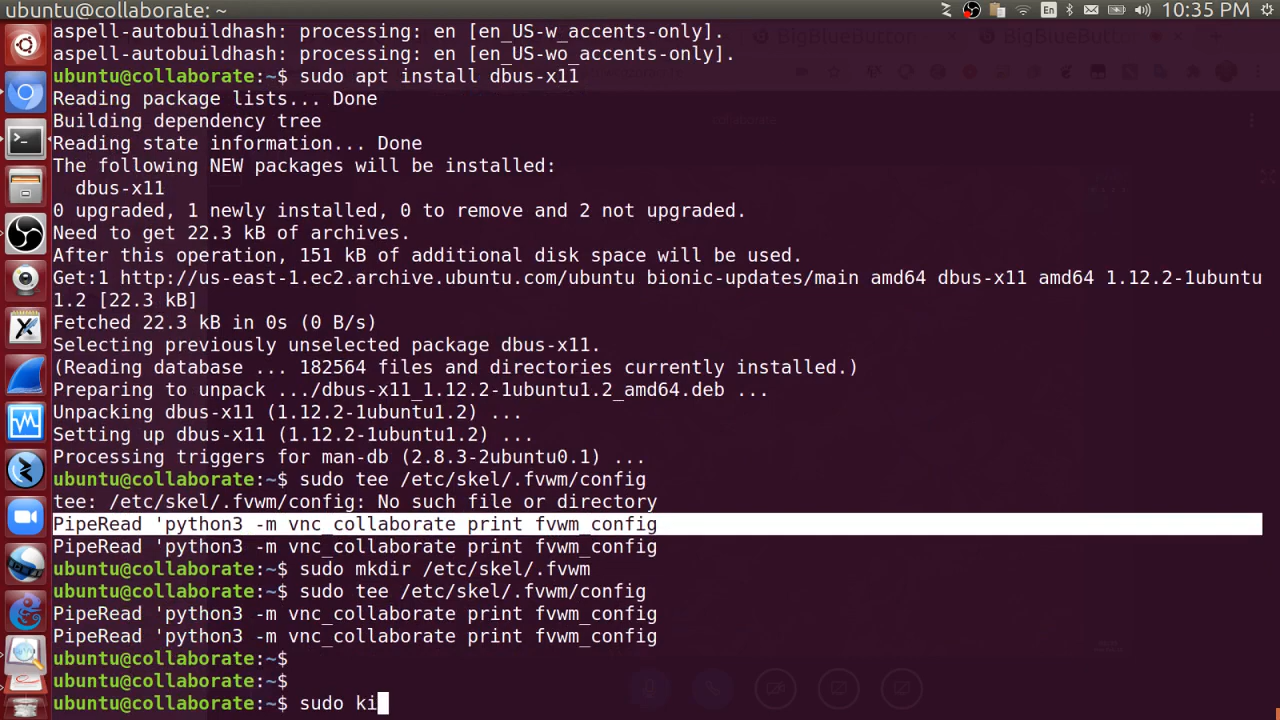 ubuntu@collaborate: ~
En
10:35 PM
aspell-autobuildhash: processing: en [en_US-w_accents-only].
aspell-autobuildhash: processing: en [en_US-wo_accents-only].
ubuntu@collaborate:~$ sudo apt install dbus-x11
Reading package lists... Done
Building dependency tree
Reading state information... Done
The following NEW packages will be installed:
  dbus-x11
0 upgraded, 1 newly installed, 0 to remove and 2 not upgraded.
Need to get 22.3 kB of archives.
After this operation, 151 kB of additional disk space will be used.
Get:1 http://us-east-1.ec2.archive.ubuntu.com/ubuntu bionic-updates/main amd64 dbus-x11 amd64 1.12.2-1ubuntu
1.2 [22.3 kB]
Fetched 22.3 kB in 0s (0 B/s)
Selecting previously unselected package dbus-x11.
(Reading database ... 182564 files and directories currently installed.)
Preparing to unpack .../dbus-x11_1.12.2-1ubuntu1.2_amd64.deb ...
Unpacking dbus-x11 (1.12.2-1ubuntu1.2) ...
Setting up dbus-x11 (1.12.2-1ubuntu1.2) ...
Processing triggers for man-db (2.8.3-2ubuntu0.1) ...
ubuntu@collaborate:~$ sudo tee /etc/skel/.fvwm/config
tee: /etc/skel/.fvwm/config: No such file or directory
PipeRead 'python3 -m vnc_collaborate print fvwm_config
PipeRead 'python3 -m vnc_collaborate print fvwm_config
ubuntu@collaborate:~$ sudo mkdir /etc/skel/.fvwm
ubuntu@collaborate:~$ sudo tee /etc/skel/.fvwm/config
PipeRead 'python3 -m vnc_collaborate print fvwm_config
PipeRead 'python3 -m vnc_collaborate print fvwm_config
ubuntu@collaborate:~$
ubuntu@collaborate:~$
ubuntu@collaborate:~$ sudo ki